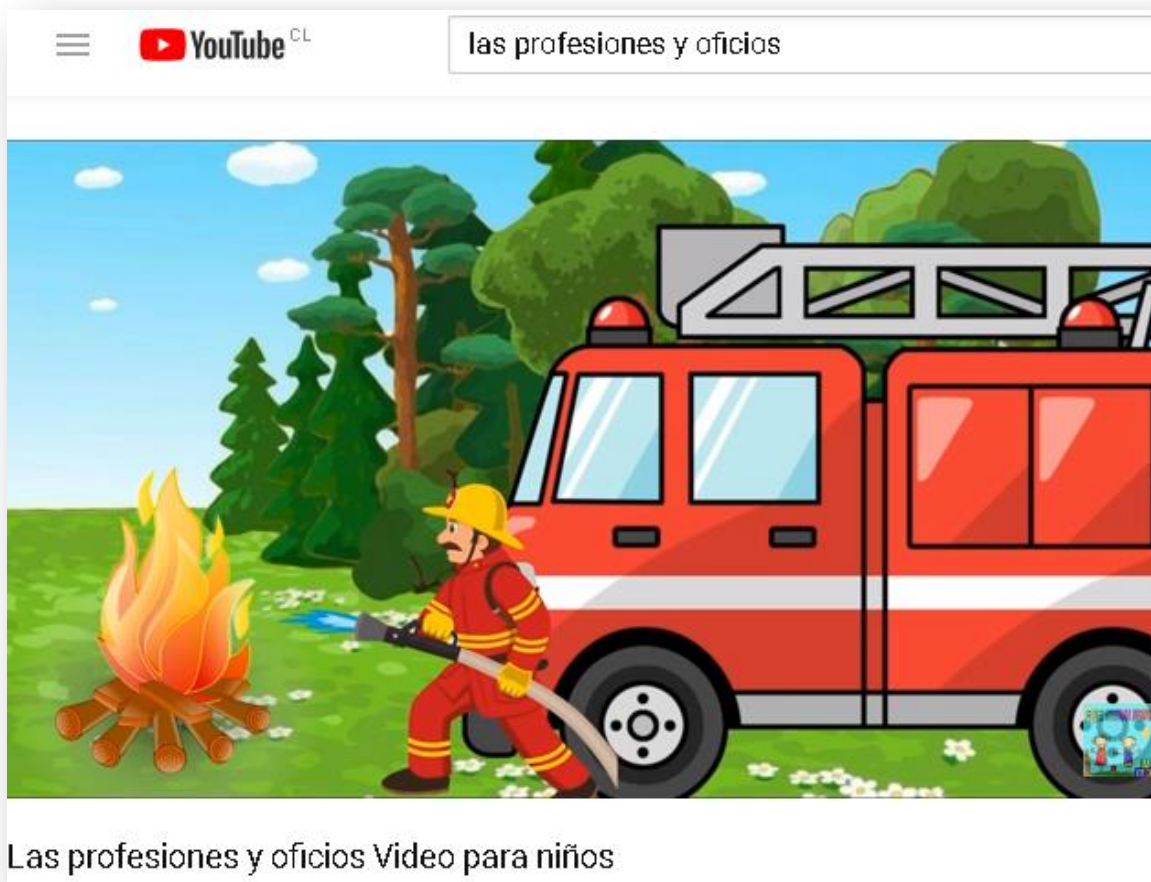 YouTube CL
las profesiones y oficios
Las profesiones y oficios Video para niños